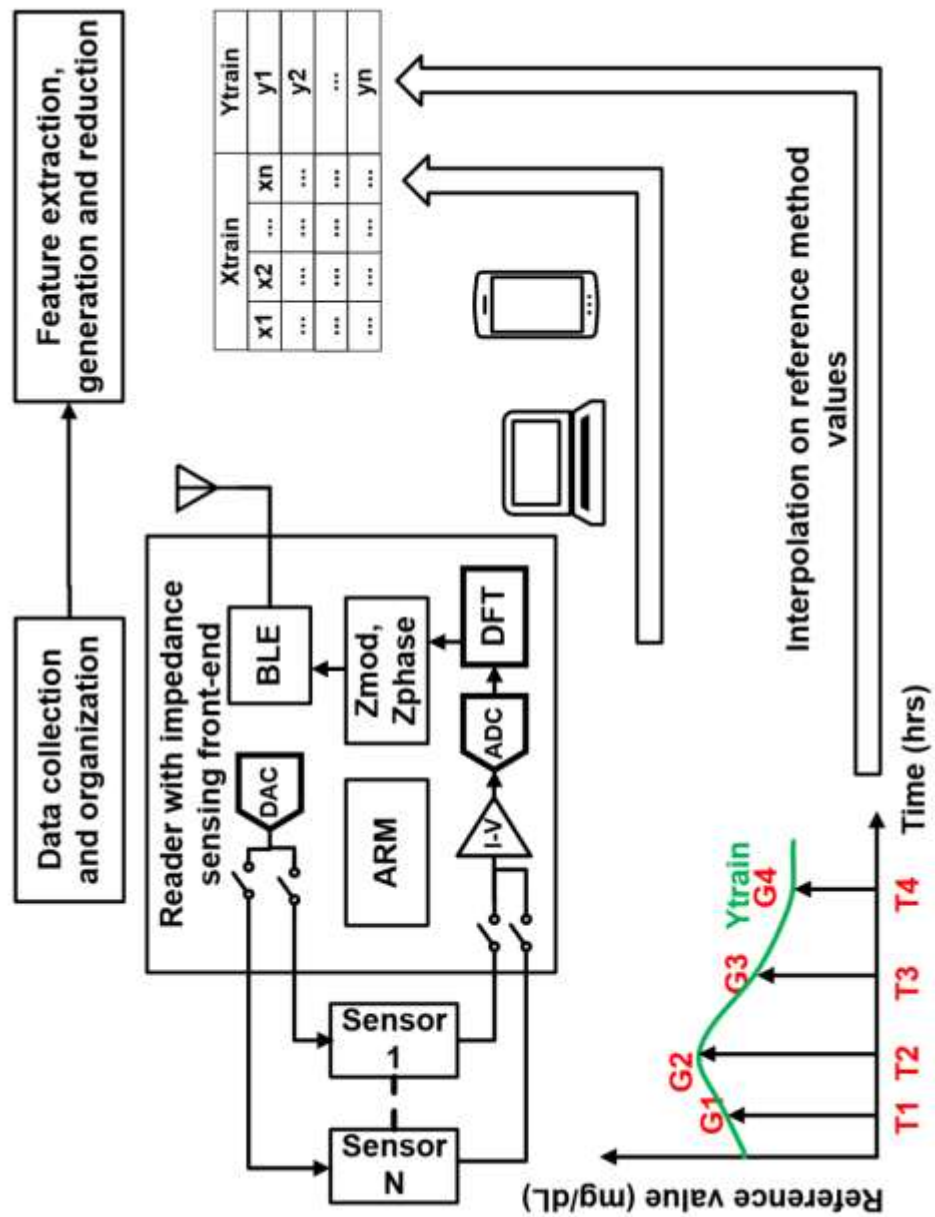 Data collection
and organization
Feature extraction,
generation and reduction
Reader with impedance
sensing front-end
DAC
BLE
ARM
Zmod,
Zphase
I-V
ADC
DFT
Sensor
1
Sensor
N
Xtrain Ytrain
x1 x2 ... xn y1
... ... ... ... y2
... ... ... ... ...
... ... ... ... yn
Interpolation on reference method
values
Reference value (mg/dL)
G1
G2
G3
Ytrain
G4
T1 T2 T3 T4
Time (hrs)